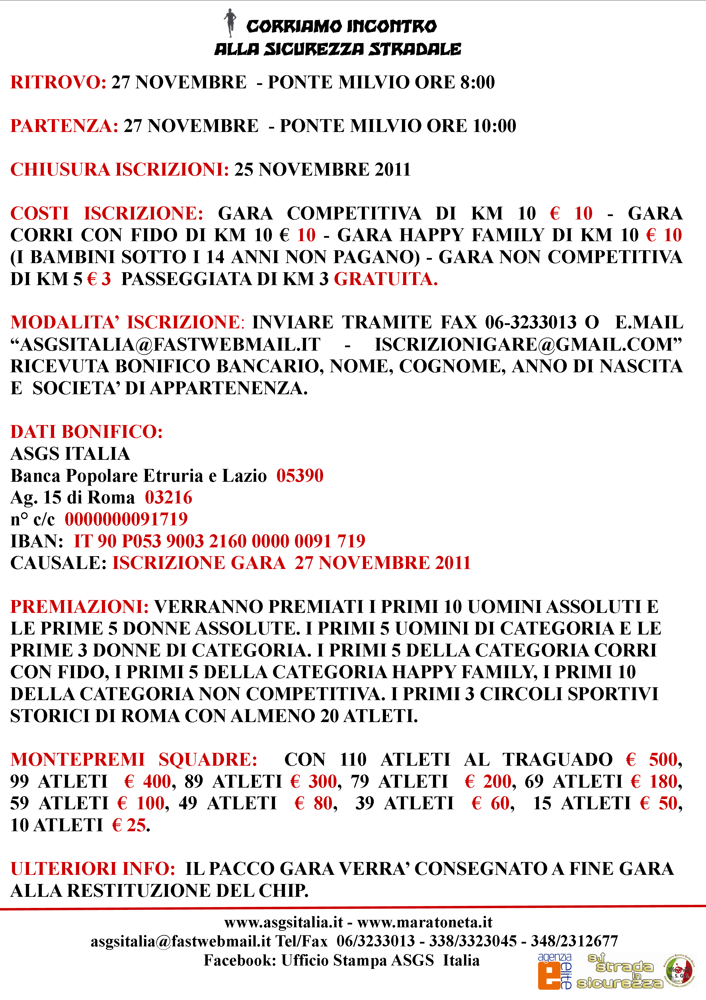 CORRIAMO INCONTRO
ALLA SICUREZZA STRADALE
RITROVO: 27 NOVEMBRE - PONTE MILVIO ORE 8:00
PARTENZA: 27 NOVEMBRE - PONTE MILVIO ORE 10:00
CHIUSURA ISCRIZIONI: 25 NOVEMBRE 2011
COSTI ISCRIZIONE: GARA COMPETITIVA DI KM 10 € 10 - GARA
CORRI CON FIDO DI KM 10 € 10 - GARA HAPPY FAMILY DI KM 10 € 10
(I BAMBINI SOTTO I 14 ANNI NON PAGANO) - GARA NON COMPETITIVA
DI KM 5 € 3 PASSEGGIATA DI KM 3 GRATUITA.
MODALITA’ ISCRIZIONE: INVIARE TRAMITE FAX 06-3233013 O E.MAIL
“ASGSITALIA@FASTWEBMAIL.IT - ISCRIZIONIGARE@GMAIL.COM”
RICEVUTA BONIFICO BANCARIO, NOME, COGNOME, ANNO DI NASCITA
E SOCIETA’ DI APPARTENENZA.
DATI BONIFICO:
ASGS ITALIA
Banca Popolare Etruria e Lazio 05390
Ag. 15 di Roma 03216
n° c/c 0000000091719
IBAN: IT 90 P053 9003 2160 0000 0091 719
CAUSALE: ISCRIZIONE GARA 27 NOVEMBRE 2011
PREMIAZIONI: VERRANNO PREMIATI I PRIMI 10 UOMINI ASSOLUTI E
LE PRIME 5 DONNE ASSOLUTE. I PRIMI 5 UOMINI DI CATEGORIA E LE
PRIME 3 DONNE DI CATEGORIA. I PRIMI 5 DELLA CATEGORIA CORRI
CON FIDO, I PRIMI 5 DELLA CATEGORIA HAPPY FAMILY, I PRIMI 10
DELLA CATEGORIA NON COMPETITIVA. I PRIMI 3 CIRCOLI SPORTIVI
STORICI DI ROMA CON ALMENO 20 ATLETI.
MONTEPREMI SQUADRE: CON 110 ATLETI AL TRAGUADO € 500,
99 ATLETI € 400, 89 ATLETI € 300, 79 ATLETI € 200, 69 ATLETI € 180,
59 ATLETI € 100, 49 ATLETI € 80, 39 ATLETI € 60, 15 ATLETI € 50,
10 ATLETI € 25.
ULTERIORI INFO: IL PACCO GARA VERRA’ CONSEGNATO A FINE GARA
ALLA RESTITUZIONE DEL CHIP.
www.asgsitalia.it - www.maratoneta.it
asgsitalia@fastwebmail.it Tel/Fax 06/3233013 - 338/3323045 - 348/2312677
Facebook: Ufficio Stampa ASGS Italia
agenzia
e elite
su
strada
in
sicurezza
Associazione Sportiva Guida Sicura
A. S. G. S.